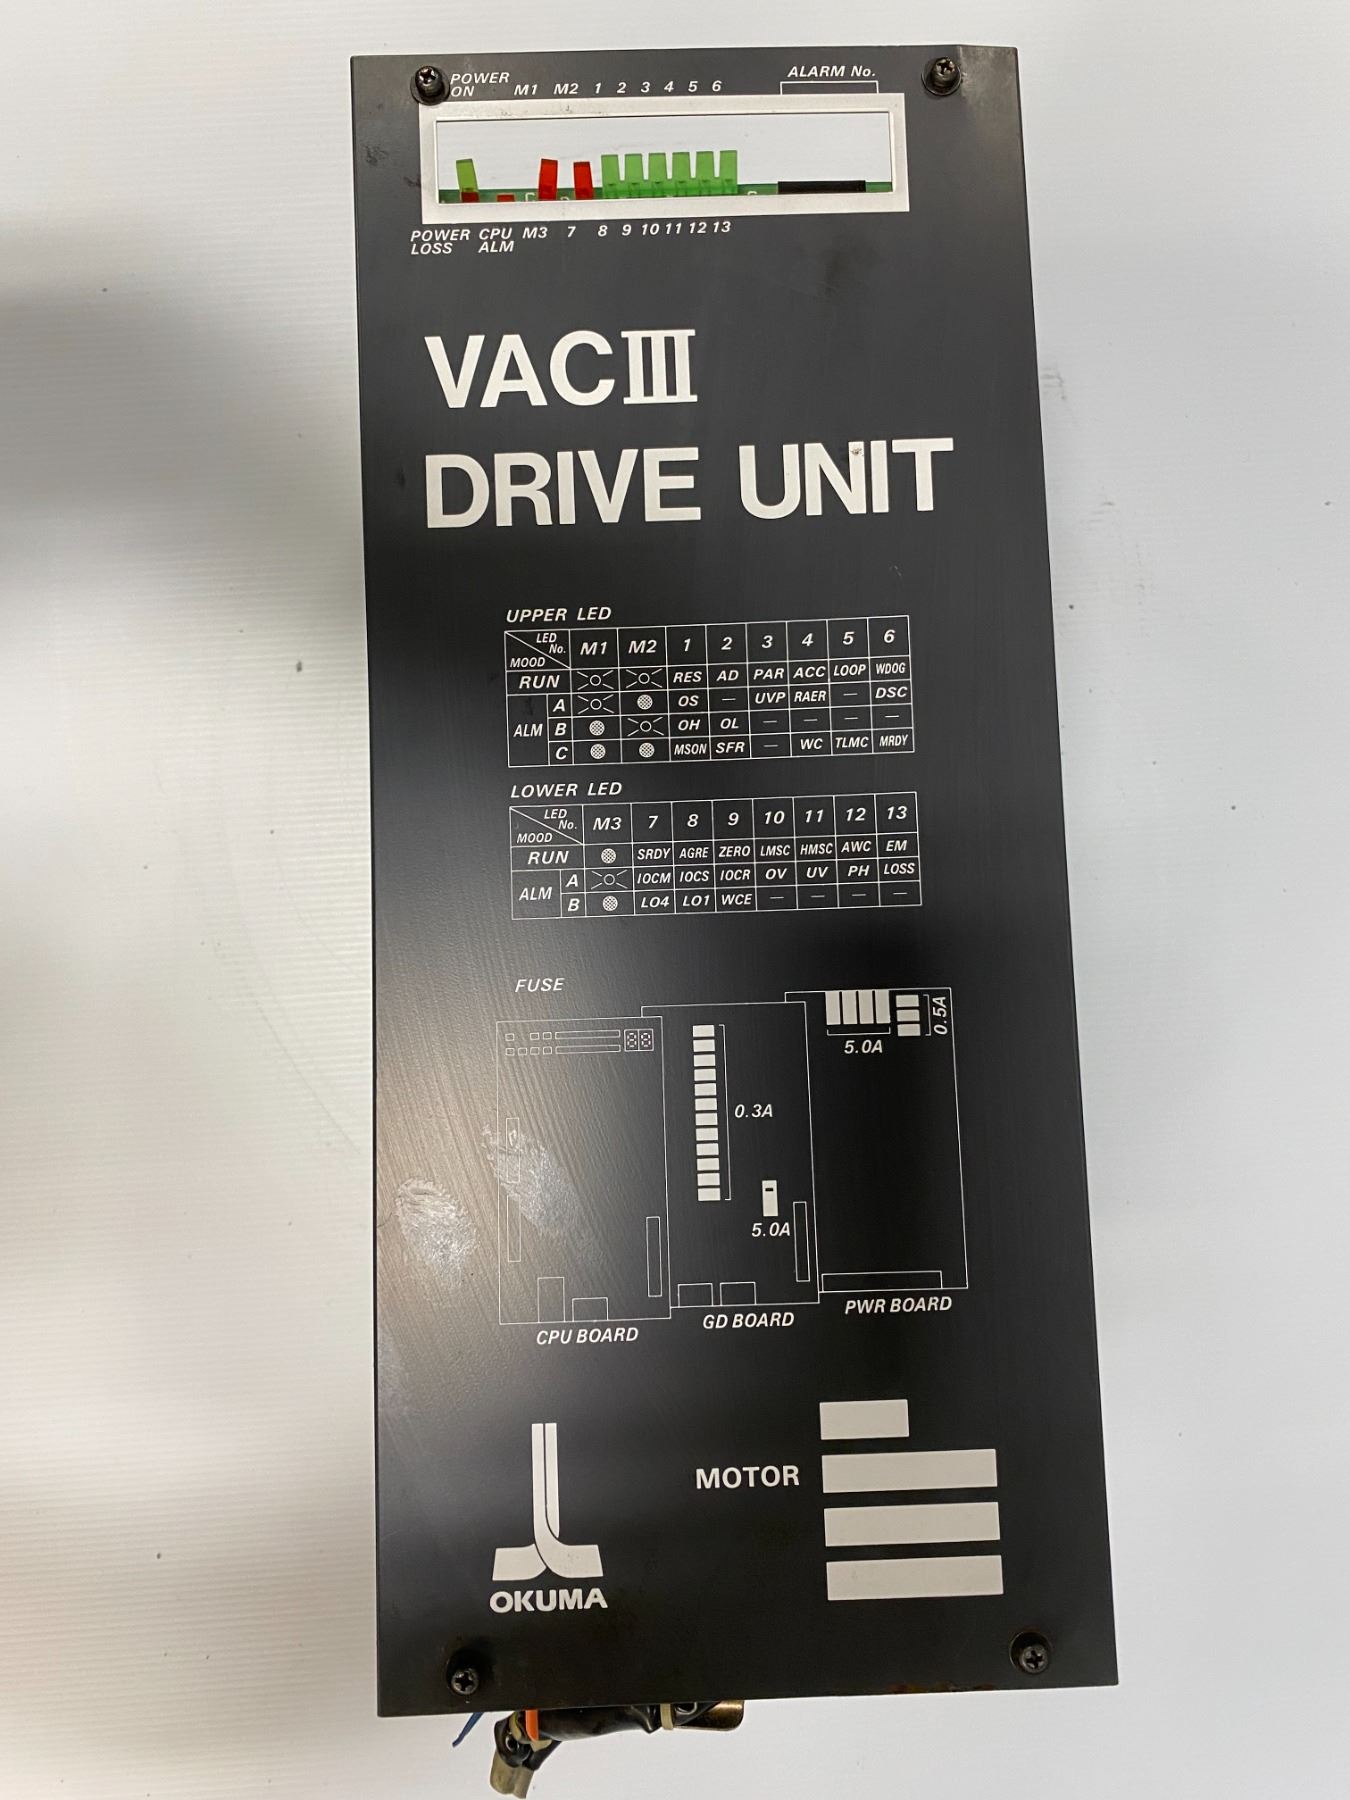 POWER ON M1 M2 1 2 3 4 5 6 ALARM No.
POWER LOSS CPU ALM M3 7 8 9 10 11 12 13
VACIII
DRIVE UNIT
UPPER LED
LED No. MOOD M1 M2 1 2 3 4 5 6
RUN RES AD PAR ACC LOOP WDOG
ALM A OS — UVP RAER — DSC
B OH OL — — — —
C MSON SFR — WC TLMC MRDY
LOWER LED
LED No. MOOD M3 7 8 9 10 11 12 13
RUN SRDY AGRE ZERO LMSC HMSC AWC EM
ALM A IOCM IOCS IOCR OV UV PH LOSS
B LO4 LO1 WCE — — — —
FUSE
88
5.0A
0.5A
0.3A
5.0A
CPU BOARD
GD BOARD
PWR BOARD
MOTOR
OKUMA